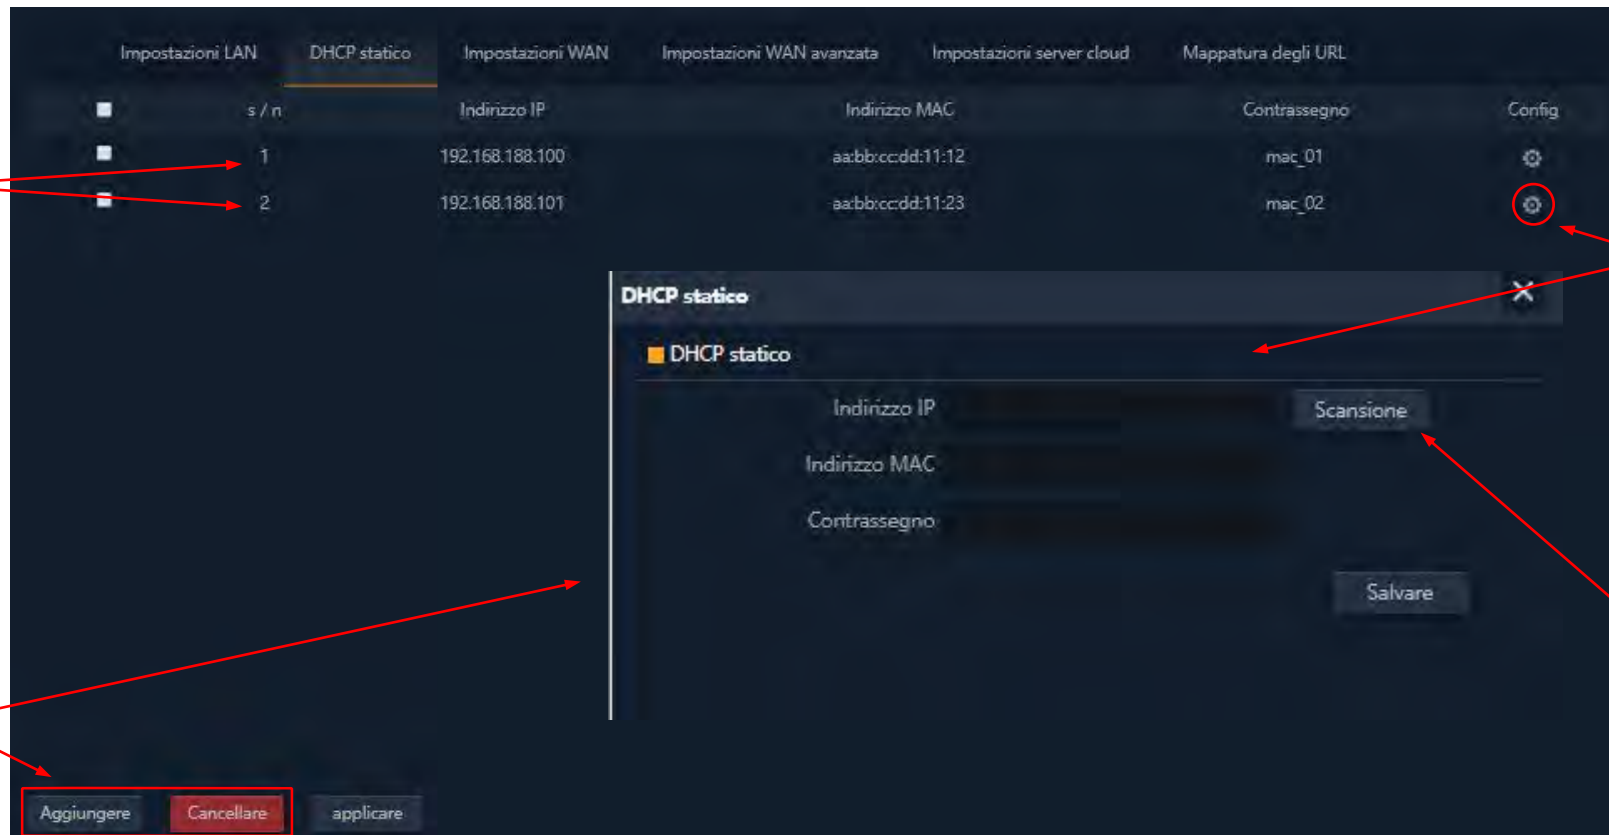 Impostazioni LAN DHCP statico Impostazioni WAN Impostazioni WAN avanzata Impostazioni server cloud Mappatura degli URL
s / n Indirizzo IP Indirizzo MAC Contrassegno Config
1 192.168.188.100 aa:bb:cc:dd:11:12 mac_01
2 192.168.188.101 aa:bb:cc:dd:11:23 mac_02
DHCP statico
DHCP statico
Indirizzo IP Scansione
Indirizzo MAC
Contrassegno
Salvare
Aggiungere Cancellare applicare